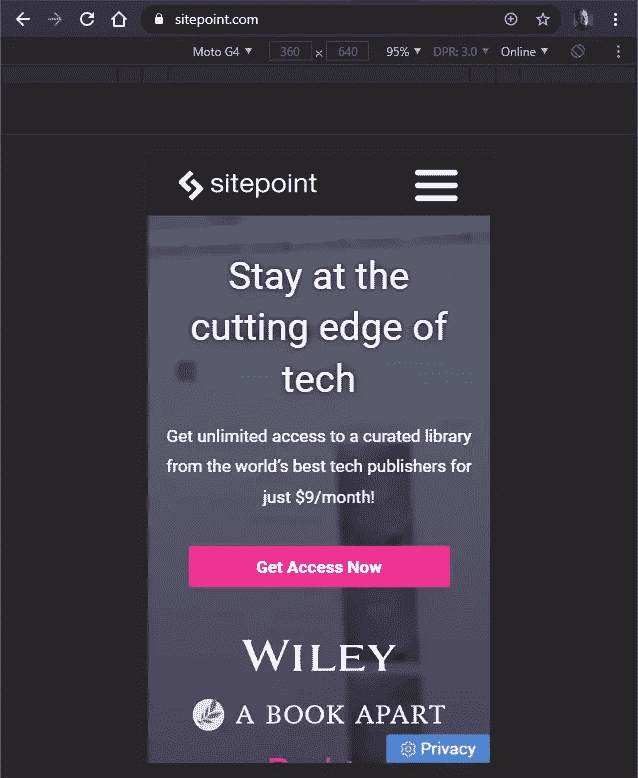 sitepoint.com
Moto G4 360 × 640 95% DPR: 3.0 Online
sitepoint
Stay at the
cutting edge of
tech
Get unlimited access to a curated library
from the world's best tech publishers for
just $9/month!
Get Access Now
WILEY
A BOOK APART
Privacy